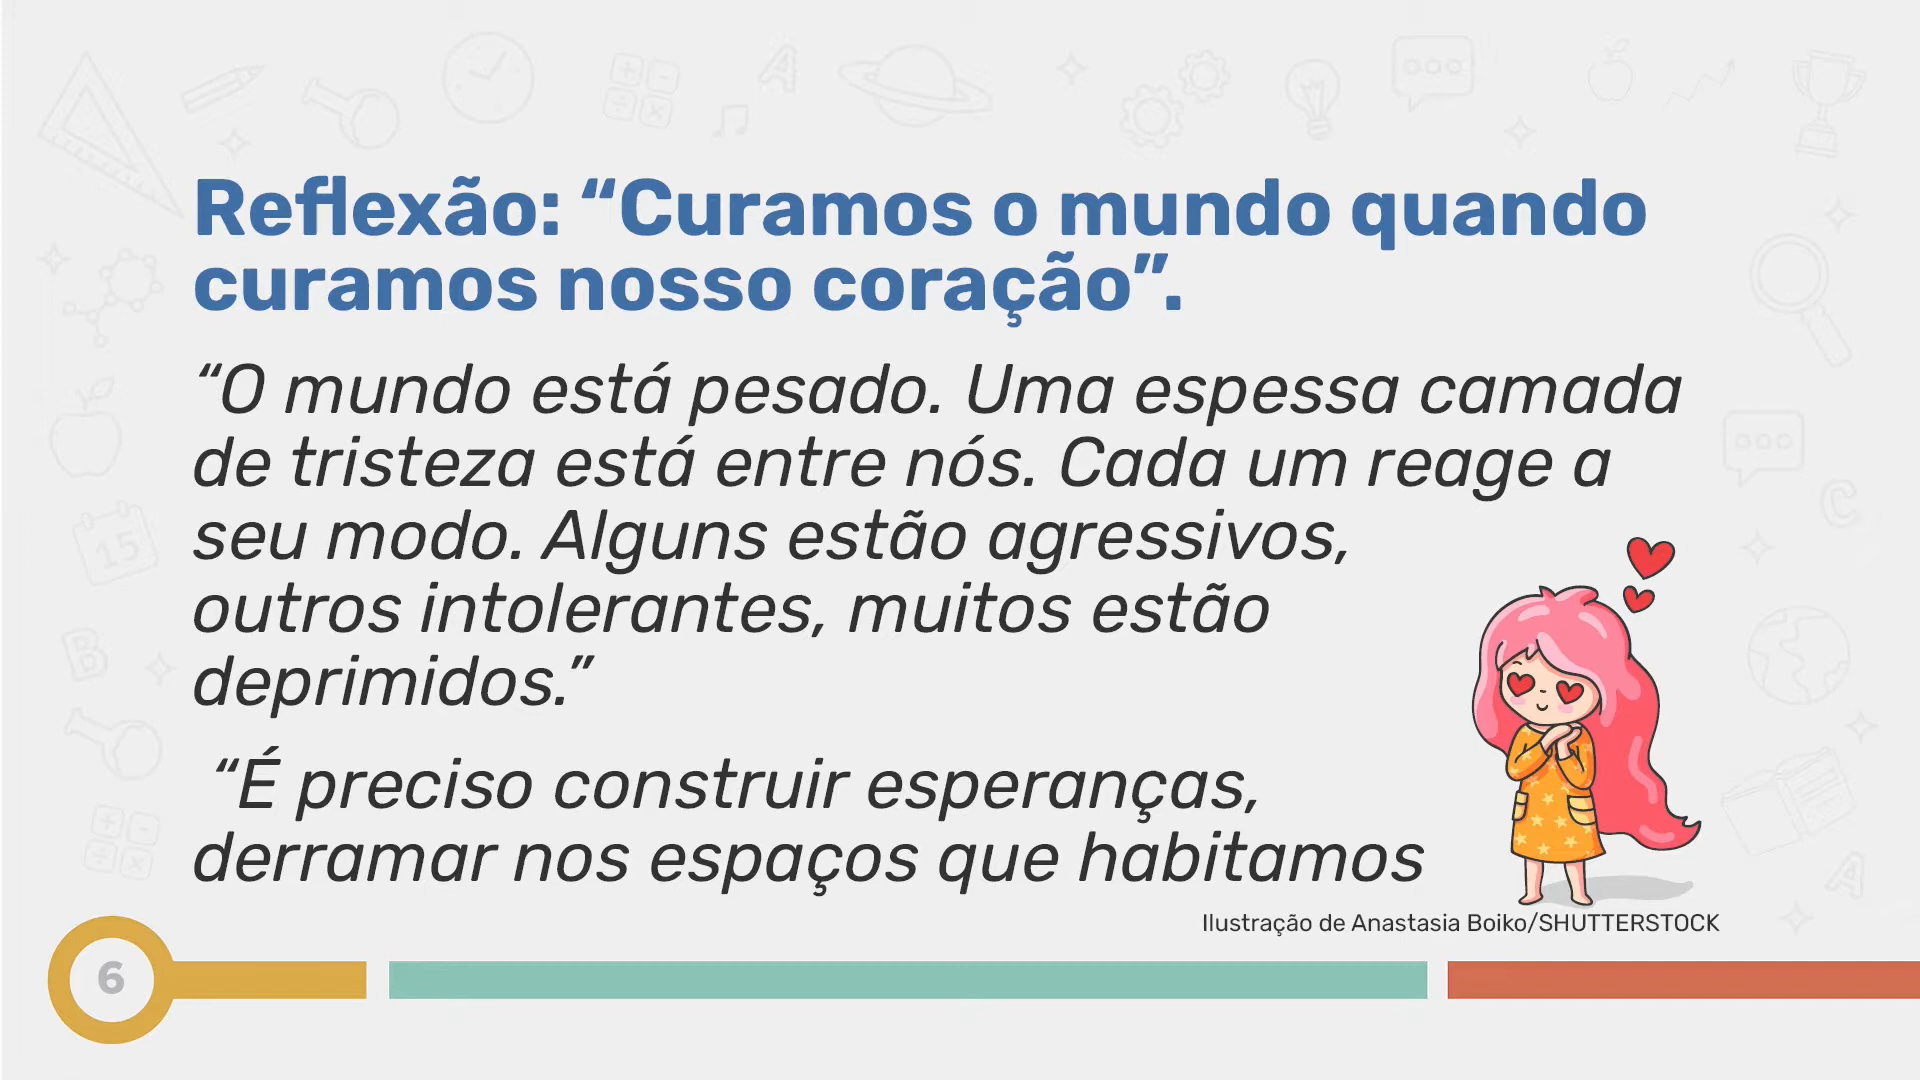 Reflexão: “Curamos o mundo quando
curamos nosso coração”.
“O mundo está pesado. Uma espessa camada
de tristeza está entre nós. Cada um reage a
seu modo. Alguns estão agressivos,
outros intolerantes, muitos estão
deprimidos.”
“É preciso construir esperanças,
derramar nos espaços que habitamos
Ilustração de Anastasia Boiko/SHUTTERSTOCK
6
A
C
15
B
A